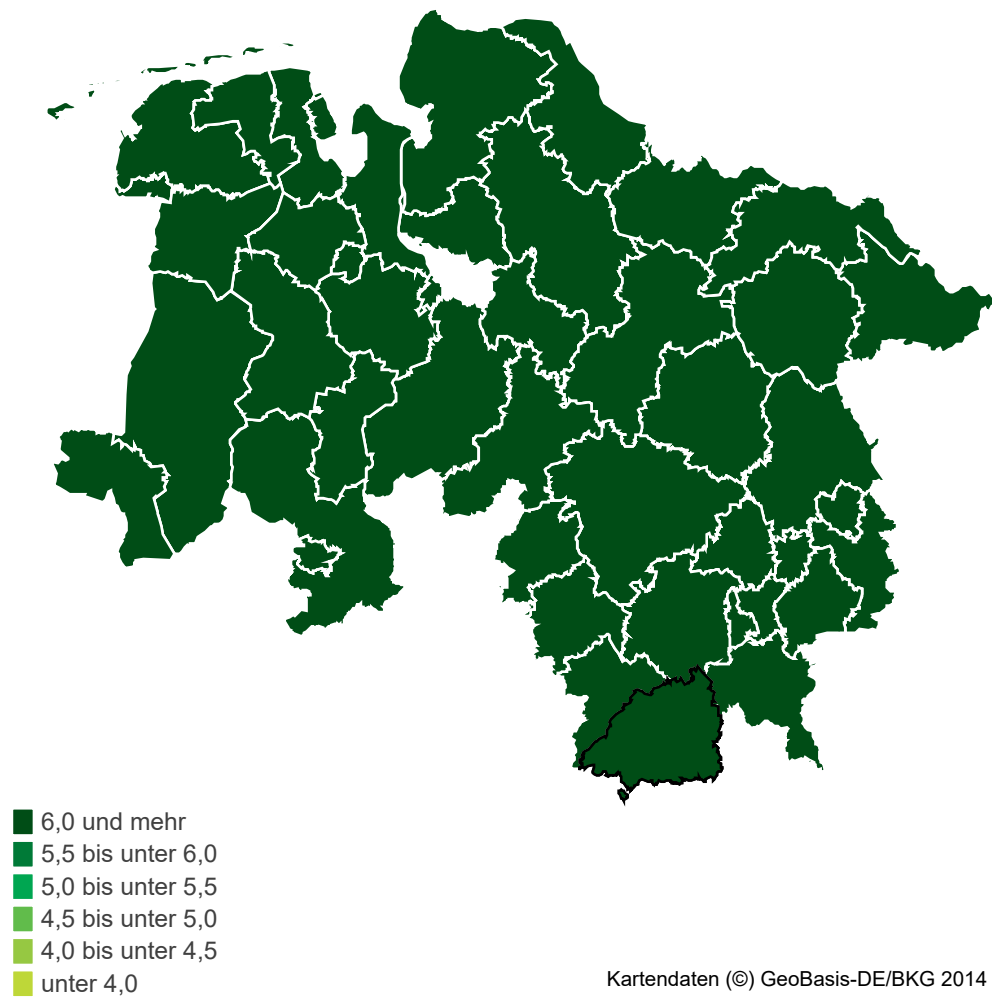 6,0 und mehr
5,5 bis unter 6,0
5,0 bis unter 5,5
4,5 bis unter 5,0
4,0 bis unter 4,5
unter 4,0
Kartendaten (©) GeoBasis-DE/BKG 2014